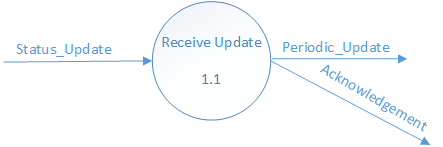 Status_Update
Receive Update
1.1
Periodic_Update
Acknowledgement